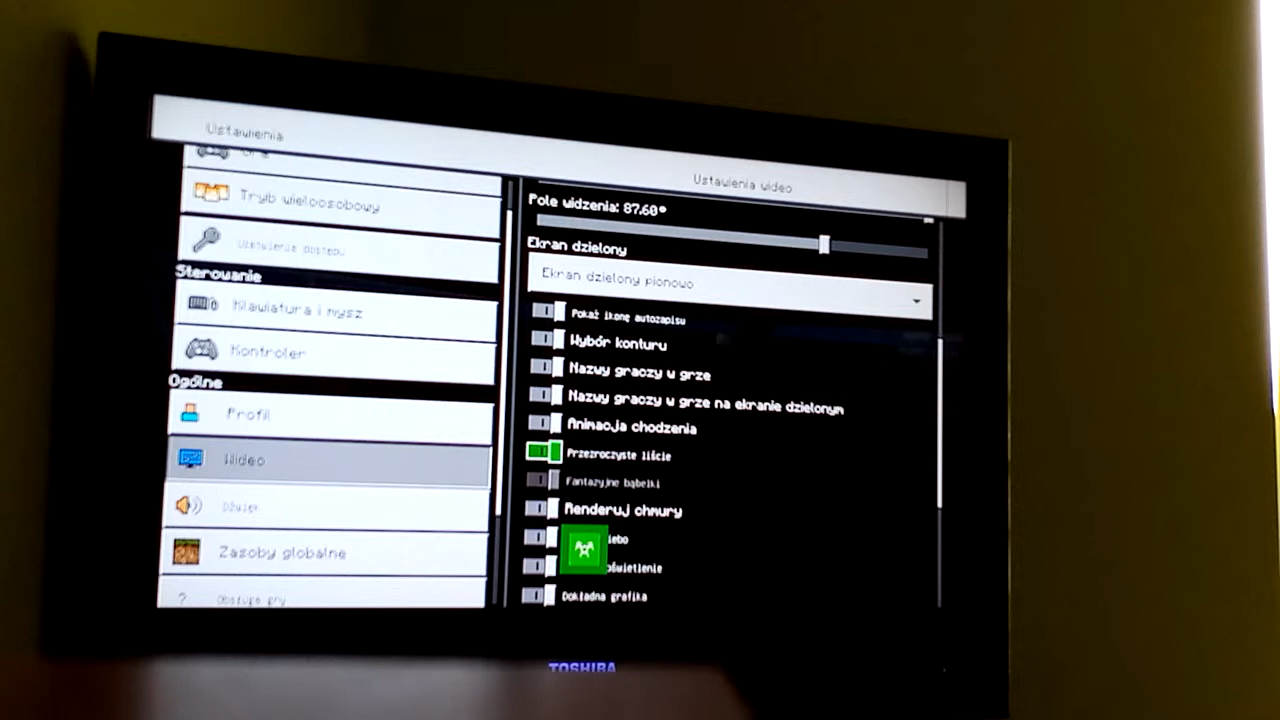 Ustawienia
Ustawienia wideo
Tryb wieloosobowy
Ustawienia dostępu
Sterowanie
Klawiatura i mysz
Kontroler
Ogólne
Profil
Wideo
Dźwięk
Zasoby globalne
Obsługa gry
Pole widzenia: 87.60°
Ekran dzielony
Ekran dzielony pionowo
Pokaż ikonę autozapisu
Wybór konturu
Nazwy graczy w grze
Nazwy graczy w grze na ekranie dzielonym
Animacja chodzenia
Przezroczyste liście
Fantazyjne bąbelki
Renderuj chmury
Dokładna grafika
TOSHIBA